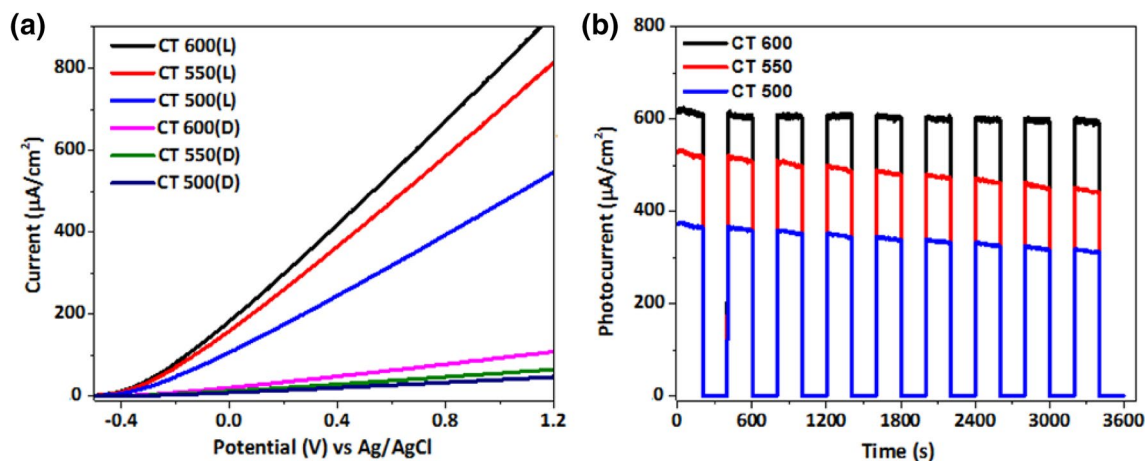 (a)
CT 600(L)
CT 550(L)
CT 500(L)
CT 600(D)
CT 550(D)
CT 500(D)
800
600
400
200
0
Current (µA/cm²)
-0.4
0.0
0.4
0.8
1.2
Potential (V) vs Ag/AgCl
(b)
CT 600
CT 550
CT 500
800
600
400
200
0
Photocurrent (µA/cm²)
0
600
1200
1800
2400
3000
3600
Time (s)